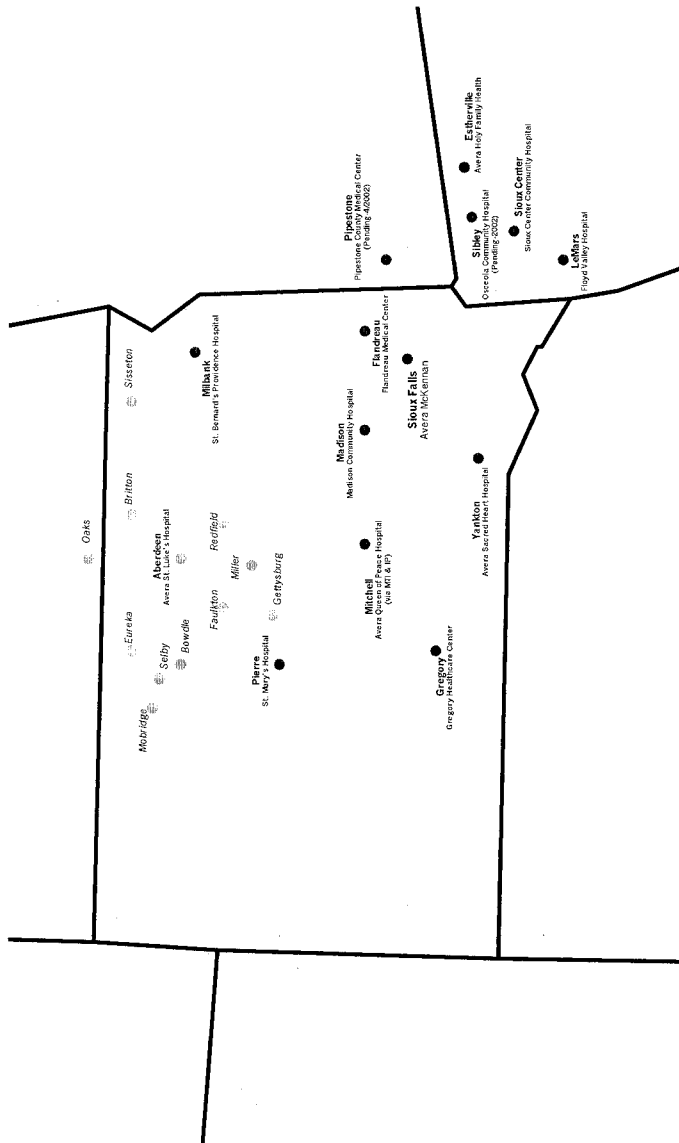 Oaks
Eureka
Britton
Sisseton
Mobridge
Selby
Bowdle
Aberdeen
Avera St. Luke's Hospital
Milbank
St. Bernard's Providence Hospital
Faulkton
Redfield
Miller
Gettysburg
Pierre
St. Mary's Hospital
Mitchell
Avera Queen of Peace Hospital
(via MTI & IP)
Madison
Madison Community Hospital
Flandreau
Flandreau Medical Center
Pipestone
Pipestone County Medical Center
(Pending-4/2002)
Sioux Falls
Avera McKennan
Gregory
Gregory Healthcare Center
Yankton
Avera Sacred Heart Hospital
Estherville
Avera Holy Family Health
Sibley
Osceola Community Hospital
(Pending-2002)
Sioux Center
Sioux Center Community Hospital
LeMars
Floyd Valley Hospital